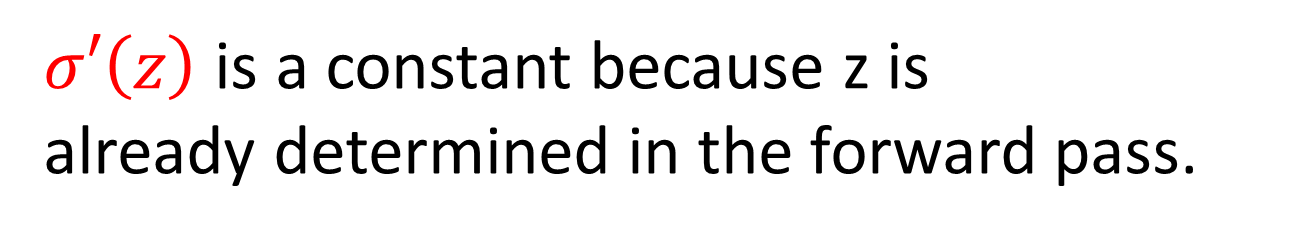 σ′(z) is a constant because z is
already determined in the forward pass.